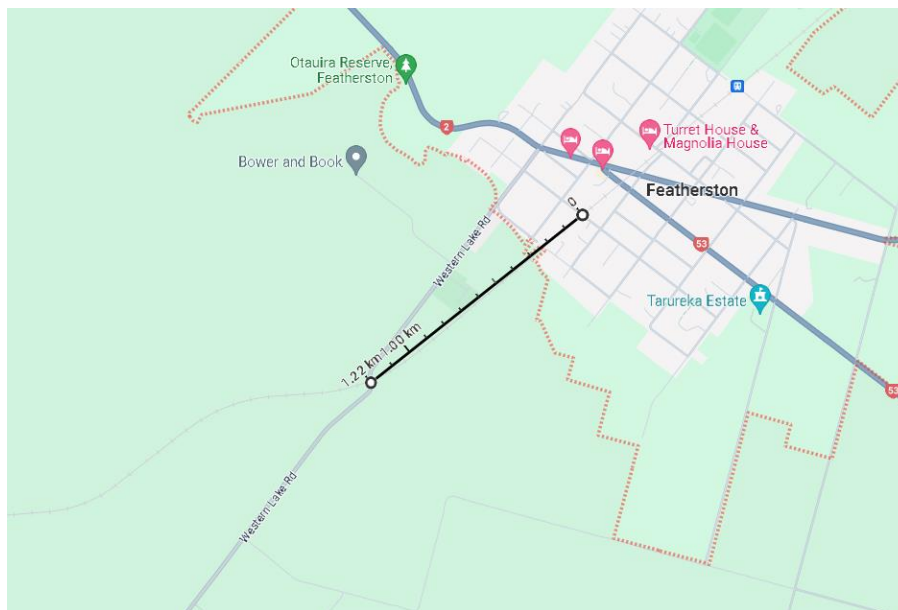 Otauira Reserve,
Featherston
2
Turret House &
Magnolia House
Bower and Book
Featherston
0
53
Western Lake Rd
Tarureka Estate
1.00 km
1.22 km
53
Western Lake Rd